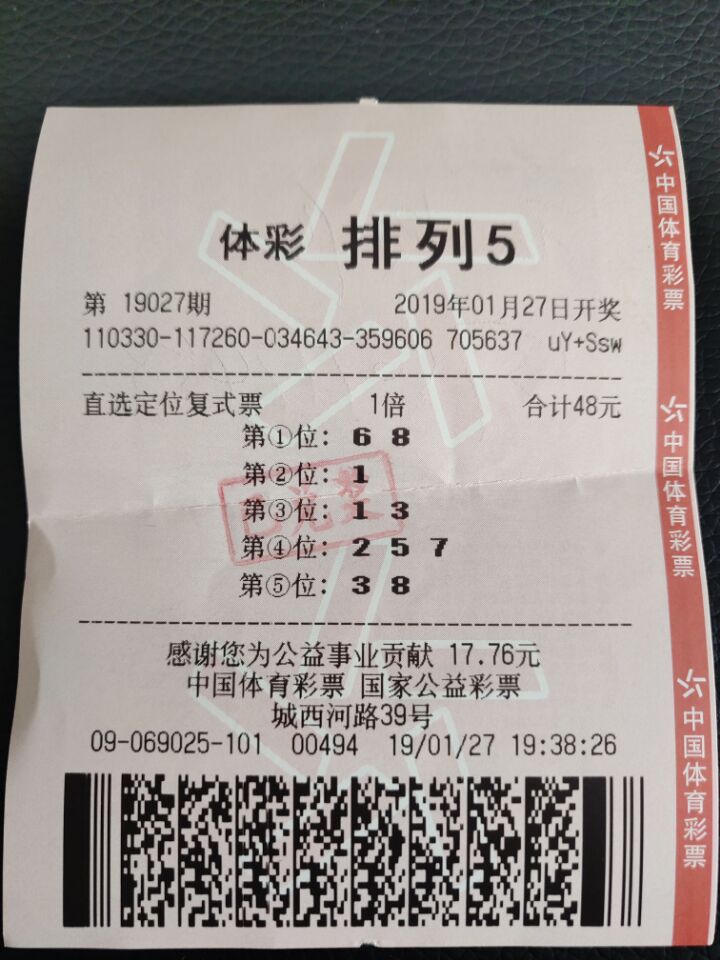 体彩 排列5
第 19027期 2019年01月27日开奖
110330-117260-034643-359606 705637 uY+Ssw
直选定位复式票 1倍 合计48元
第①位: 6 8
第②位: 1
第③位: 1 3
第④位: 2 5 7
第⑤位: 3 8
已兑奖
感谢您为公益事业贡献 17.76元
中国体育彩票 国家公益彩票
城西河路39号
09-069025-101 00494 19/01/27 19:38:26
中国体育彩票
中国体育彩票
中国体育彩票